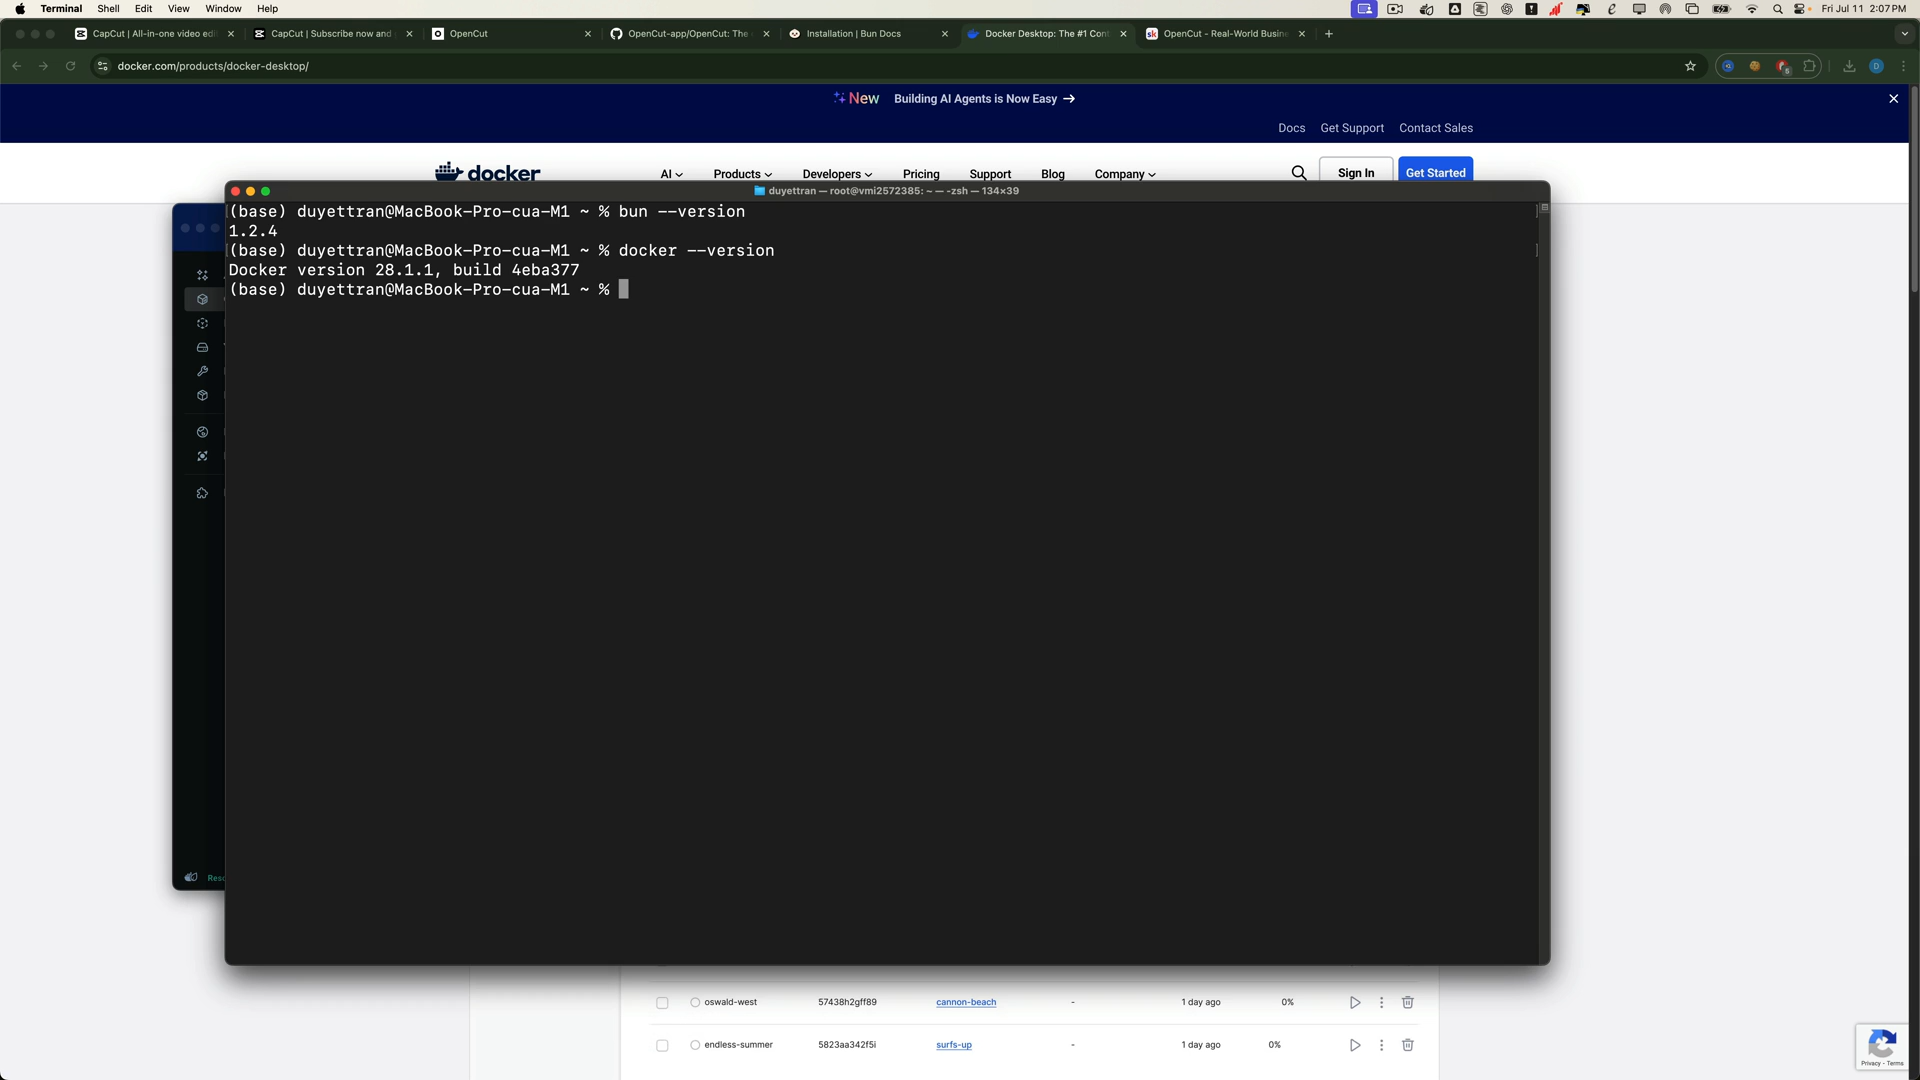 Terminal Shell Edit View Window Help Fri Jul 11 2:07 PM
CapCut | All-in-one video edi
CapCut | Subscribe now and
OpenCut
OpenCut-app/OpenCut: The
Installation | Bun Docs
Docker Desktop: The #1 Con
OpenCut - Real-World Busin
docker.com/products/docker-desktop/
New Building AI Agents is Now Easy →
Docs Get Support Contact Sales
docker AI Products Developers Pricing Support Blog Company Sign In Get Started
duyettran — root@vmi2572385: ~ — -zsh — 134×39
(base) duyettran@MacBook-Pro-cua-M1 ~ % bun --version
1.2.4
(base) duyettran@MacBook-Pro-cua-M1 ~ % docker --version
Docker version 28.1.1, build 4eba377
(base) duyettran@MacBook-Pro-cua-M1 ~ %
oswald-west 57438h2gff89 cannon-beach - 1 day ago 0%
endless-summer 5823aa342f5i surfs-up - 1 day ago 0%
Privacy - Terms